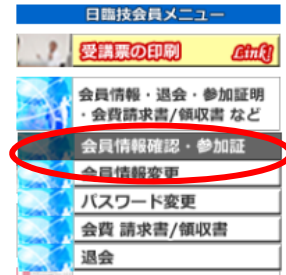 日臨技会員メニュー
受講票の印刷 Link!
会員情報・退会・参加証明
・会費請求書/領収書 など
会員情報確認・参加証
会員情報変更
パスワード変更
会費 請求書/領収書
退会